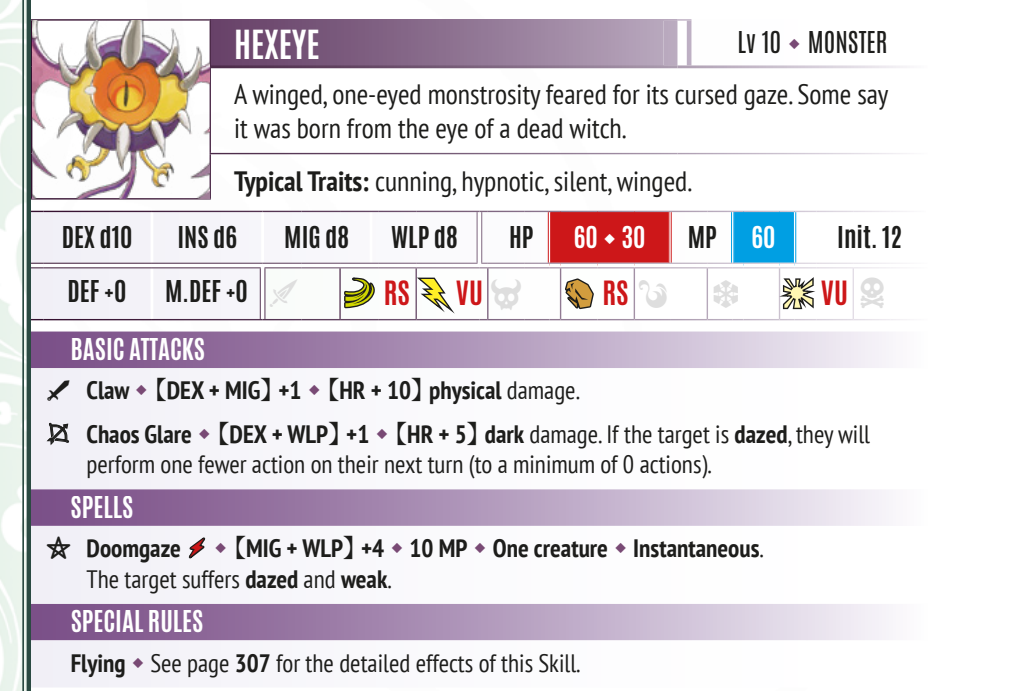 HEXEYE
Lv 10 ◆ MONSTER
A winged, one-eyed monstrosity feared for its cursed gaze. Some say
it was born from the eye of a dead witch.
Typical Traits: cunning, hypnotic, silent, winged.
DEX d10 INS d6 MIG d8 WLP d8 HP 60 ◆ 30 MP 60 Init. 12
DEF +0 M.DEF +0 RS VU RS VU
BASIC ATTACKS
Claw ◆ 【DEX + MIG】 +1 ◆ 【HR + 10】 physical damage.
Chaos Glare ◆ 【DEX + WLP】 +1 ◆ 【HR + 5】 dark damage. If the target is dazed, they will
perform one fewer action on their next turn (to a minimum of 0 actions).
SPELLS
Doomgaze ◆ 【MIG + WLP】 +4 ◆ 10 MP ◆ One creature ◆ Instantaneous.
The target suffers dazed and weak.
SPECIAL RULES
Flying ◆ See page 307 for the detailed effects of this Skill.